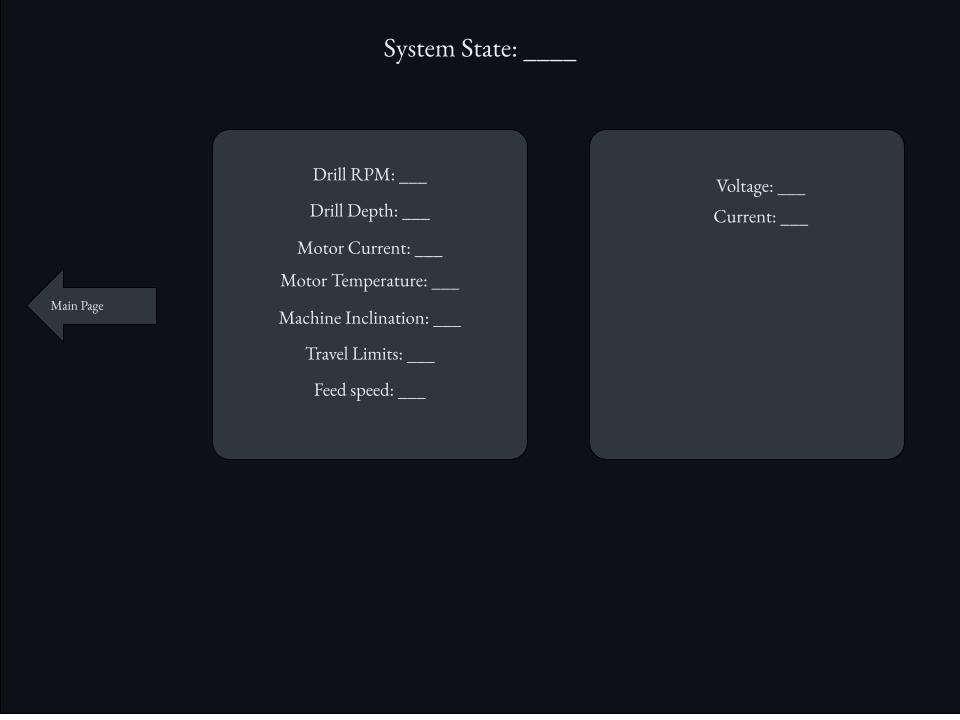 System State: ____
Drill RPM: ___
Drill Depth: ___
Motor Current: ___
Motor Temperature: ___
Machine Inclination: ___
Travel Limits: ___
Feed speed: ___
Voltage: ___
Current: ___
Main Page